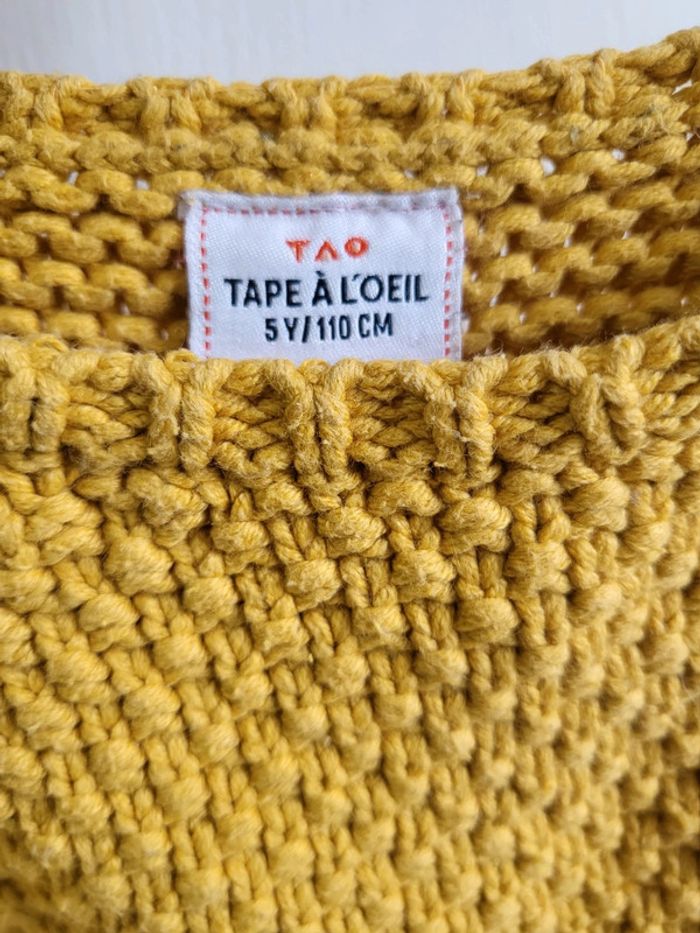 TAO
TAPE À L'OEIL
5 Y/110 CM